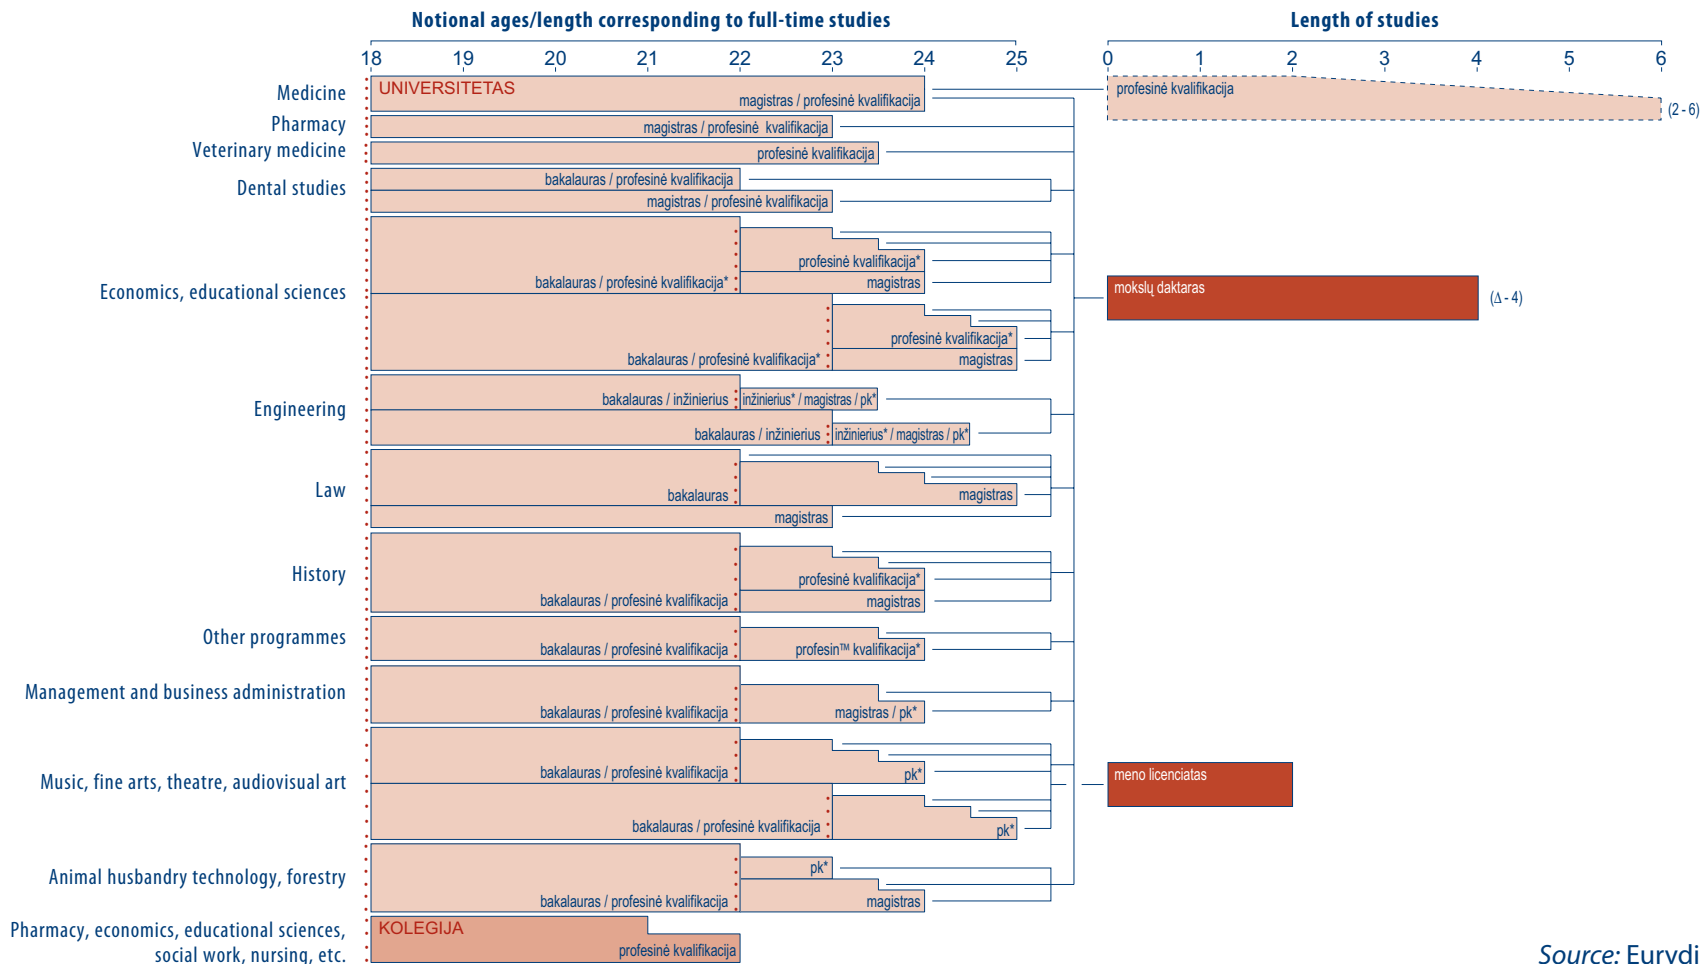 Notional ages/length corresponding to full-time studies
Length of studies
18 19 20 21 22 23 24 25
0 1 2 3 4 5 6
Medicine
UNIVERSITETAS
magistras / profesinė kvalifikacija
profesinė kvalifikacija
(2 - 6)
Pharmacy
magistras / profesinė kvalifikacija
Veterinary medicine
profesinė kvalifikacija
Dental studies
bakalauras / profesinė kvalifikacija
magistras / profesinė kvalifikacija
Economics, educational sciences
bakalauras / profesinė kvalifikacija*
profesinė kvalifikacija*
magistras
bakalauras / profesinė kvalifikacija*
profesinė kvalifikacija*
magistras
mokslų daktaras
(Δ - 4)
Engineering
bakalauras / inžinierius
inžinierius* / magistras / pk*
bakalauras / inžinierius
inžinierius* / magistras / pk*
Law
bakalauras
magistras
magistras
History
bakalauras / profesinė kvalifikacija
profesinė kvalifikacija*
magistras
Other programmes
bakalauras / profesinė kvalifikacija
profesin™ kvalifikacija*
Management and business administration
bakalauras / profesinė kvalifikacija
magistras / pk*
Music, fine arts, theatre, audiovisual art
bakalauras / profesinė kvalifikacija
pk*
bakalauras / profesinė kvalifikacija
pk*
meno licenciatas
Animal husbandry technology, forestry
pk*
bakalauras / profesinė kvalifikacija
magistras
Pharmacy, economics, educational sciences,
social work, nursing, etc.
KOLEGIJA
profesinė kvalifikacija
Source: Eurydi